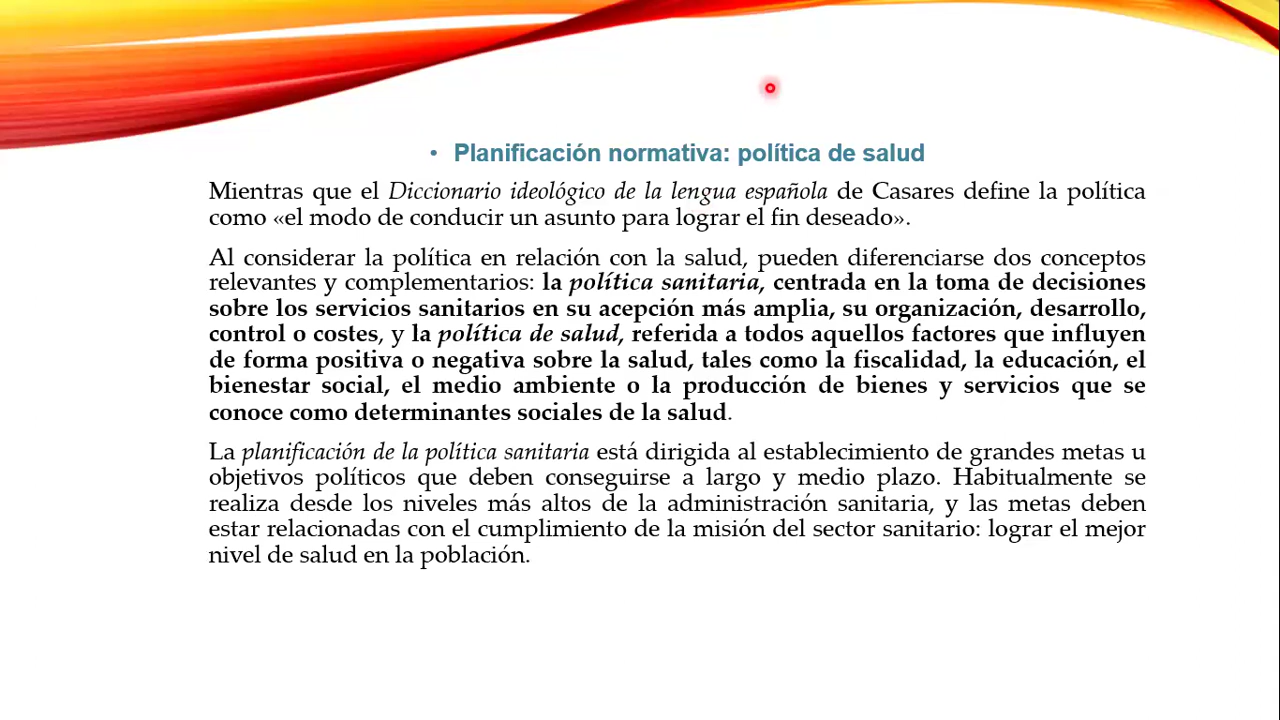 • Planificación normativa: política de salud
Mientras que el Diccionario ideológico de la lengua española de Casares define la política
como «el modo de conducir un asunto para lograr el fin deseado».
Al considerar la política en relación con la salud, pueden diferenciarse dos conceptos
relevantes y complementarios: la política sanitaria, centrada en la toma de decisiones
sobre los servicios sanitarios en su acepción más amplia, su organización, desarrollo,
control o costes, y la política de salud, referida a todos aquellos factores que influyen
de forma positiva o negativa sobre la salud, tales como la fiscalidad, la educación, el
bienestar social, el medio ambiente o la producción de bienes y servicios que se
conoce como determinantes sociales de la salud.
La planificación de la política sanitaria está dirigida al establecimiento de grandes metas u
objetivos políticos que deben conseguirse a largo y medio plazo. Habitualmente se
realiza desde los niveles más altos de la administración sanitaria, y las metas deben
estar relacionadas con el cumplimiento de la misión del sector sanitario: lograr el mejor
nivel de salud en la población.